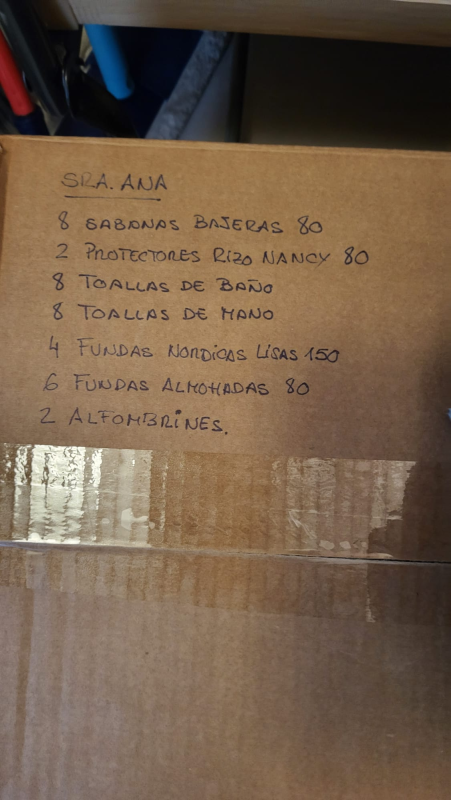 SRA. ANA
8 SABANAS BAJERAS 80
2 PROTECTORES RIZO NANCY 80
8 TOALLAS DE BAÑO
8 TOALLAS DE MANO
4 FUNDAS NORDICAS LISAS 150
6 FUNDAS ALMOHADAS 80
2 ALFOMBRINES.